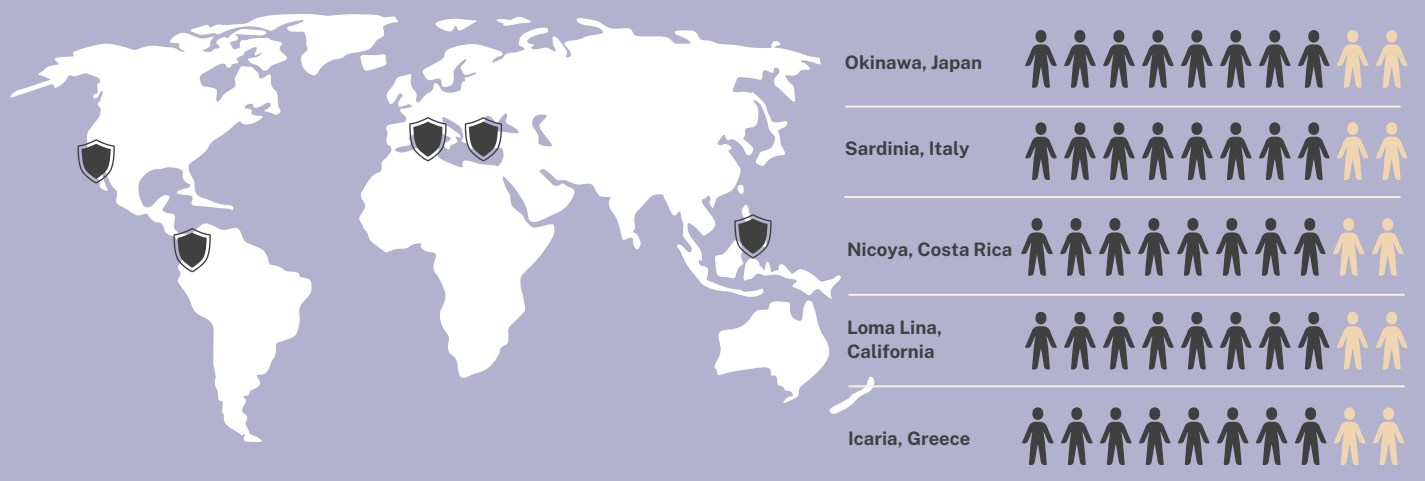 Okinawa, Japan
Sardinia, Italy
Nicoya, Costa Rica
Loma Lina,
California
Icaria, Greece